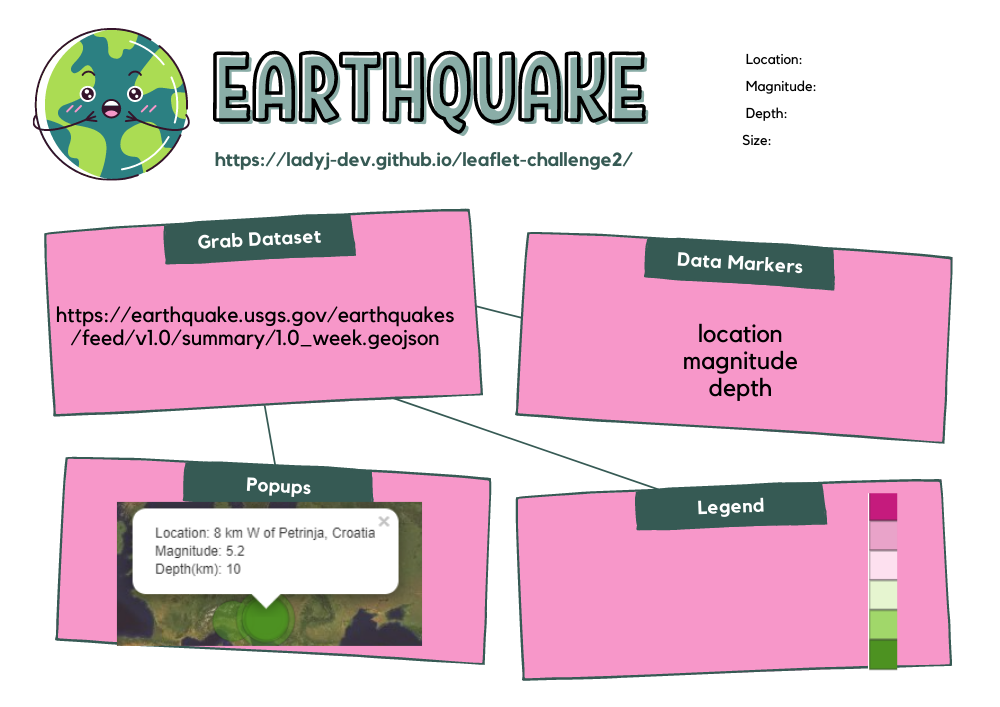 EARTHQUAKE
https://ladyj-dev.github.io/leaflet-challenge2/
Location:
Magnitude:
Depth:
Size:
Grab Dataset
https://earthquake.usgs.gov/earthquakes
/feed/v1.0/summary/1.0_week.geojson
Data Markers
location
magnitude
depth
Popups
Location: 8 km W of Petrinja, Croatia
Magnitude: 5.2
Depth(km): 10
Legend